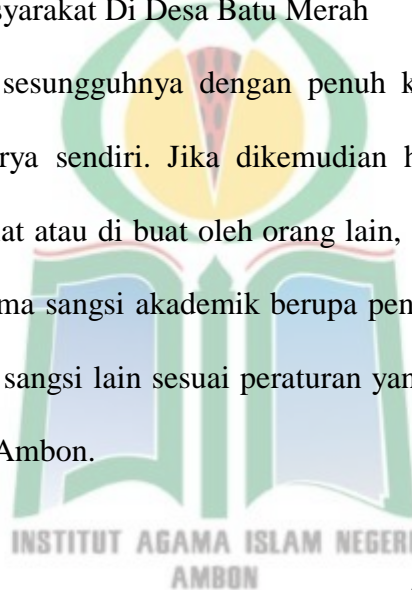 syarakat Di Desa Batu Merah
sesungguhnya dengan penuh k
rya sendiri. Jika dikemudian h
at atau di buat oleh orang lain,
ma sangsi akademik berupa pen
sangsi lain sesuai peraturan yan
Ambon.
INSTITUT AGAMA ISLAM NEGERI
AMBON